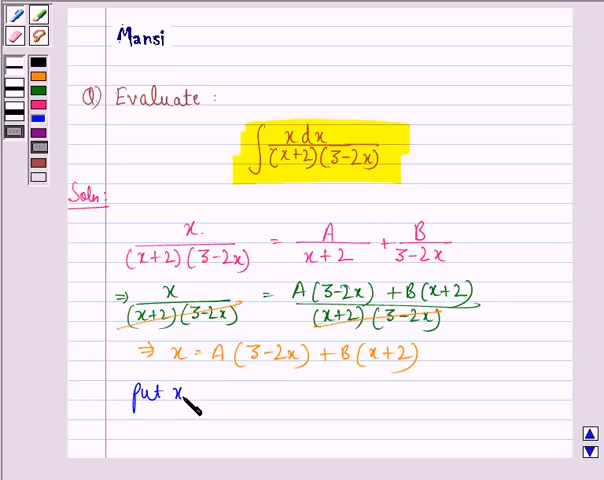 Mansi
Q) Evaluate :
∫ x dx / (x+2)(3-2x)
Soln:
x / (x+2)(3-2x) = A / x+2 + B / 3-2x
⇒ x / (x+2)(3-2x) = A(3-2x) + B(x+2) / (x+2)(3-2x)
⇒ x = A(3-2x) + B(x+2)
put x